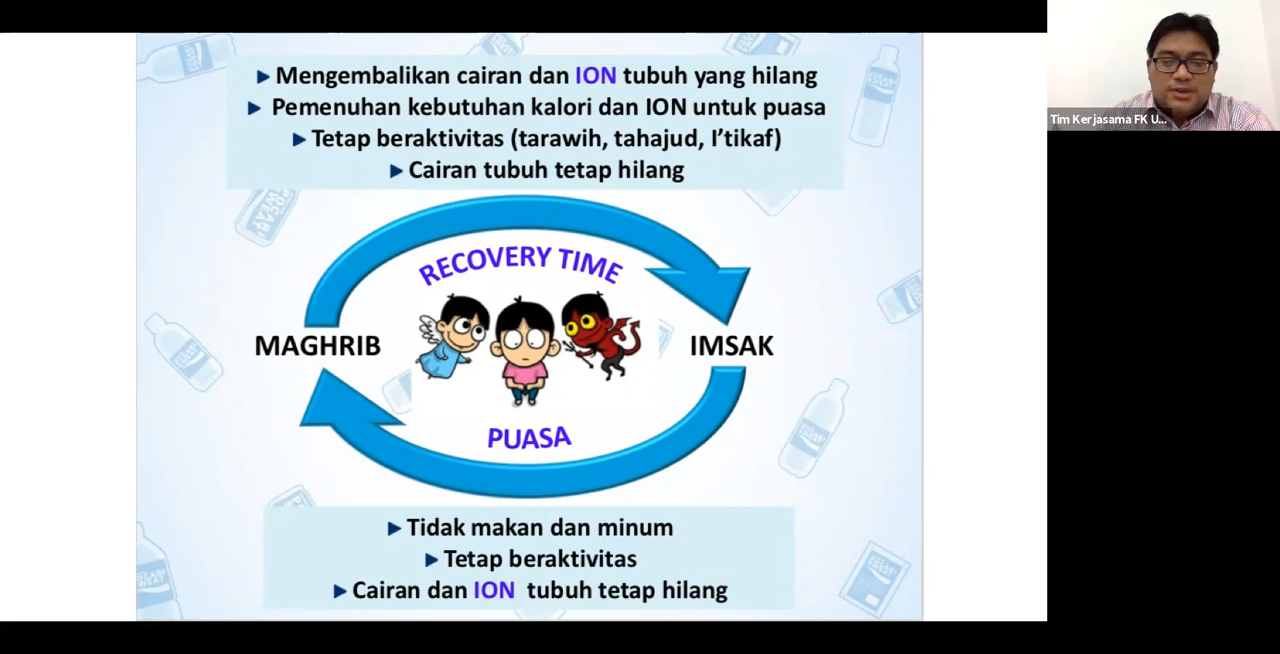 Mengembalikan cairan dan ION tubuh yang hilang
Pemenuhan kebutuhan kalori dan ION untuk puasa
Tetap beraktivitas (tarawih, tahajud, I'tikaf)
Cairan tubuh tetap hilang
Tim Kerjasama FK U...
RECOVERY TIME
MAGHRIB
IMSAK
PUASA
Tidak makan dan minum
Tetap beraktivitas
Cairan dan ION tubuh tetap hilang